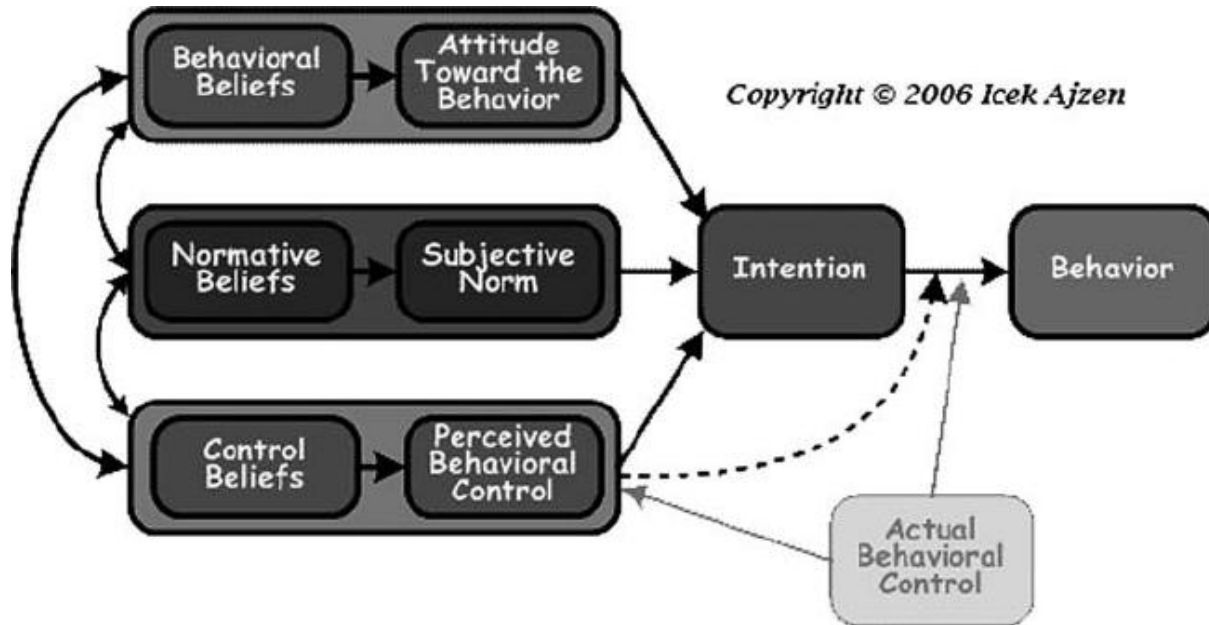 Behavioral
Beliefs
Attitude
Toward the
Behavior
Copyright © 2006 Icek Ajzen
Normative
Beliefs
Subjective
Norm
Intention
Behavior
Control
Beliefs
Perceived
Behavioral
Control
Actual
Behavioral
Control